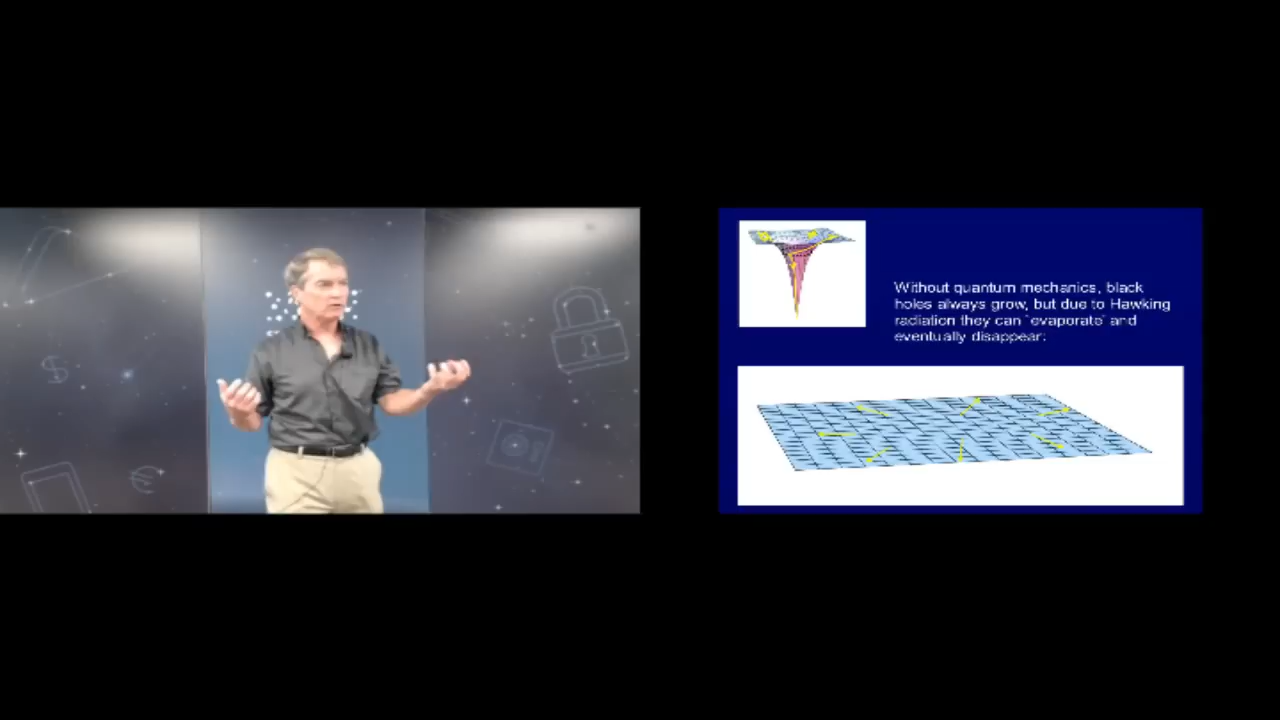 Without quantum mechanics, black
holes always grow, but due to Hawking
radiation they can `evaporate' and
eventually disappear: